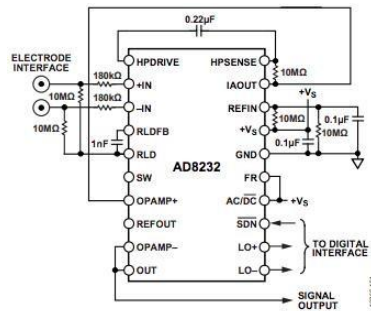 0.22µF
HPDRIVE
HPSENSE
ELECTRODE
INTERFACE
180kΩ
+IN
IAOUT
10MΩ
+VS
10MΩ
180kΩ
–IN
REFIN
10MΩ
RLDFB
+VS
10MΩ
0.1µF
10MΩ
1nF
RLD
GND
0.1µF
AD8232
SW
FR
OPAMP+
AC/DC
+VS
REFOUT
SDN
OPAMP–
LO+
TO DIGITAL
INTERFACE
OUT
LO–
SIGNAL
OUTPUT